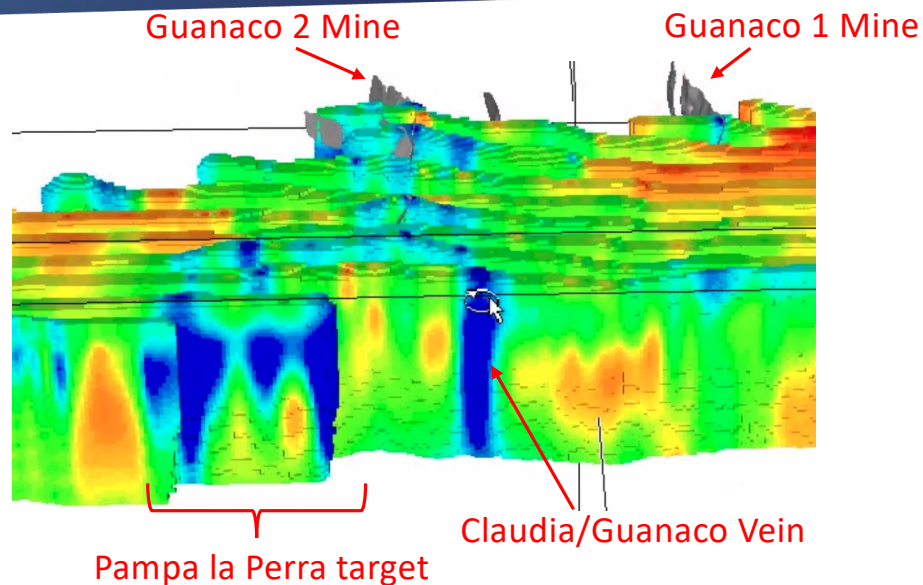 Guanaco 2 Mine
Guanaco 1 Mine
Claudia/Guanaco Vein
Pampa la Perra target